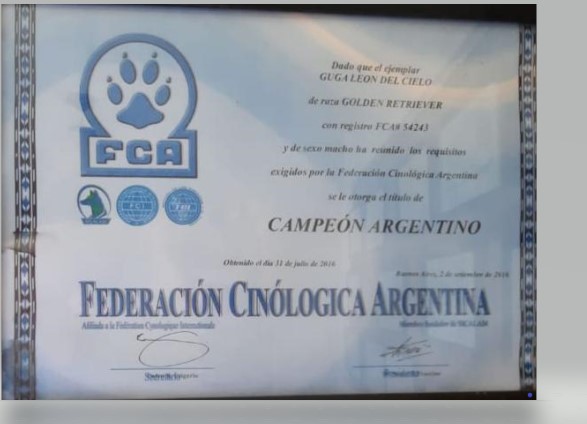 FCA
FCI
Dado que el ejemplar
GUGA LEON DEL CIELO
de raza GOLDEN RETRIEVER
con registro FCA# 54243
y de sexo macho ha reunido los requisitos
exigidos por la Federación Cinológica Argentina
se le otorga el título de
CAMPEÓN ARGENTINO
Obtenido el día 31 de julio de 2016
Buenos Aires, 2 de setiembre de 2016
FEDERACIÓN CINÓLOGICA ARGENTINA
Afiliada a la Fédération Cynologique Internationale